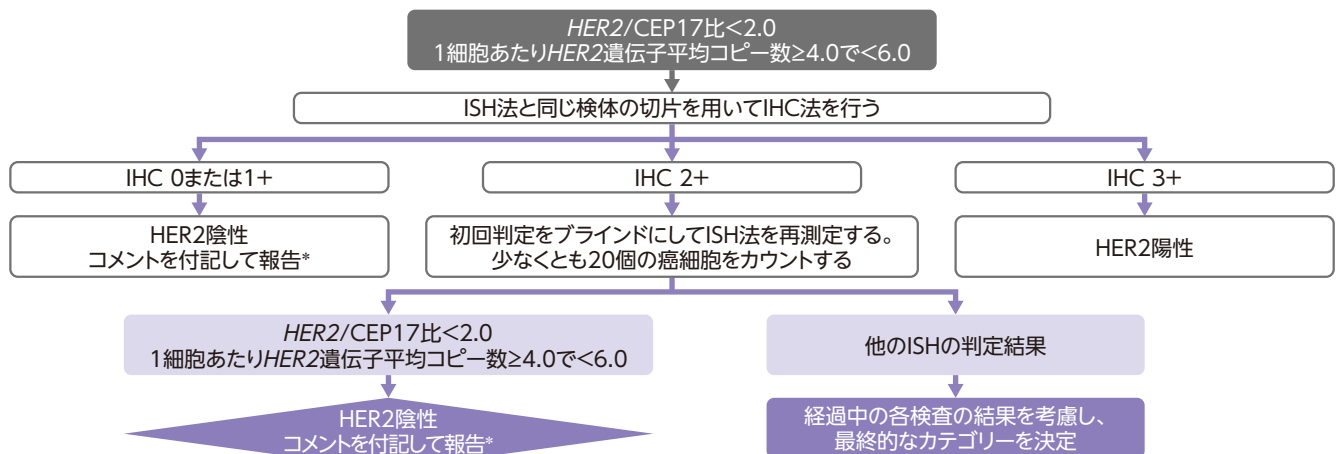 HER2/CEP17比<2.0
1細胞あたりHER2遺伝子平均コピー数≥4.0で<6.0
ISH法と同じ検体の切片を用いてIHC法を行う
IHC 0または1+
IHC 2+
IHC 3+
HER2陰性
コメントを付記して報告*
初回判定をブラインドにしてISH法を再測定する。
少なくとも20個の癌細胞をカウントする
HER2陽性
HER2/CEP17比<2.0
1細胞あたりHER2遺伝子平均コピー数≥4.0で<6.0
他のISHの判定結果
HER2陰性
コメントを付記して報告*
経過中の各検査の結果を考慮し、
最終的なカテゴリーを決定